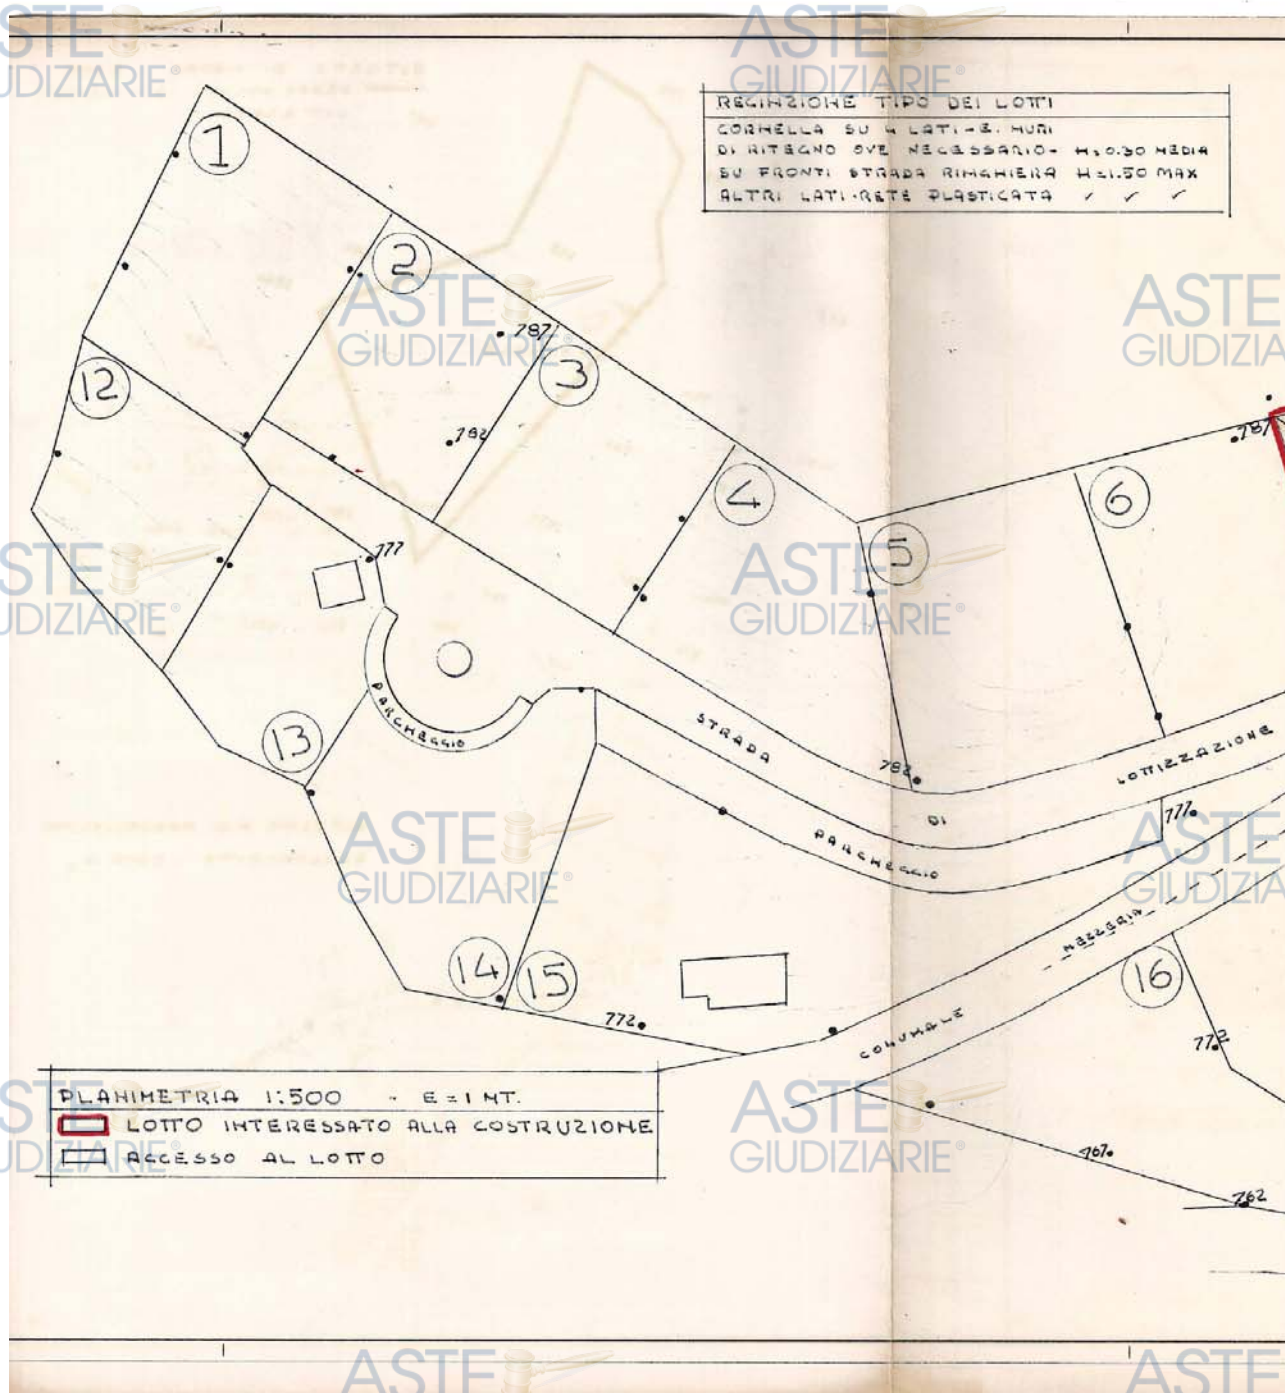 RECINZIONE TIPO DEI LOTTI
CORNELLA SU 4 LATI - E. MURI
DI RITEGNO OVE NECESSARIO - H=0.30 MEDIA
SU FRONTI STRADA RINGHIERA H=1.50 MAX
ALTRI LATI - RETE PLASTICATA " " "
1
2
787
3
12
782
4
787
6
5
777
PARCHEGGIO
13
STRADA
782
LOTTIZZAZIONE
DI
777
PARCHEGGIO
MEZZERIA
14
15
16
772
COMUNALE
772
PLANIMETRIA 1:500 - E=1 MT.
LOTTO INTERESSATO ALLA COSTRUZIONE
ACCESSO AL LOTTO
767
762
ASTE
GIUDIZIARIE®